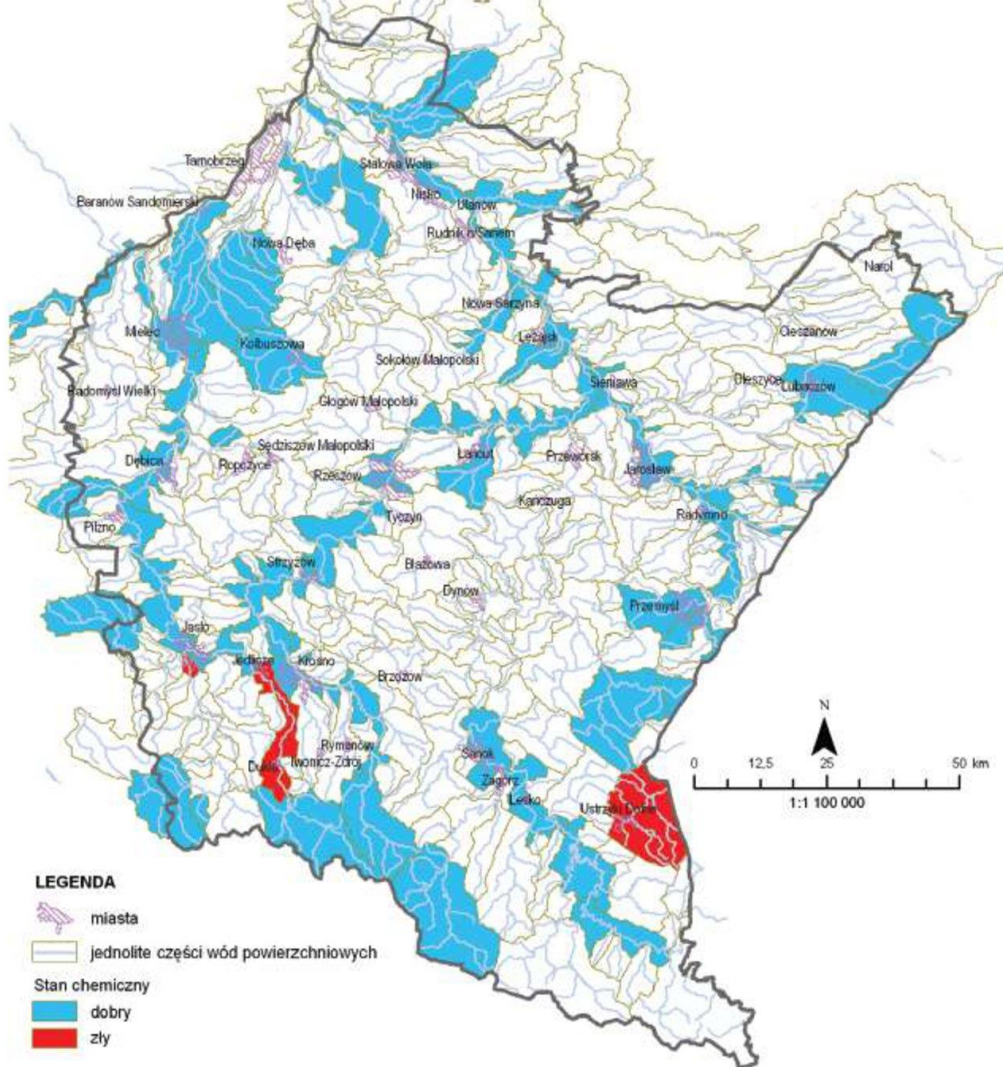 Tarnobrzeg
Stalowa Wola
Nisko
Ulanów
Baranów Sandomierski
Rudnik n/Sanem
Nowa Dęba
Narol
Nowa Sarzyna
Mielec
Kolbuszowa
Leżajsk
Cieszanów
Sokołów Małopolski
Radomyśl Wielki
Sieniawa
Oleszyce
Lubaczów
Głogów Małopolski
Sędziszów Małopolski
Dębica
Ropczyce
Rzeszów
Łańcut
Przeworsk
Jarosław
Kańczuga
Pilzno
Tyczyn
Radymno
Strzyżów
Błażowa
Dynów
Przemyśl
Jasło
Jedlicze
Krosno
Brzozów
N
Rymanów
Sanok
Dukla
Iwonicz-Zdrój
Zagórz
0 12,5 25 50 km
Lesko
Ustrzyki Dolne
1:1 100 000
LEGENDA
miasta
jednolite części wód powierzchniowych
Stan chemiczny
dobry
zły